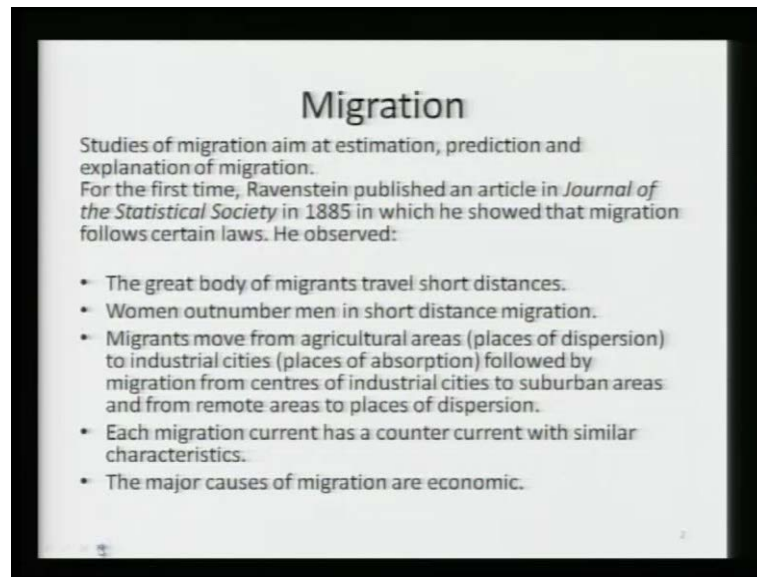 Migration
Studies of migration aim at estimation, prediction and
explanation of migration.
For the first time, Ravenstein published an article in Journal of
the Statistical Society in 1885 in which he showed that migration
follows certain laws. He observed:
• The great body of migrants travel short distances.
• Women outnumber men in short distance migration.
• Migrants move from agricultural areas (places of dispersion)
to industrial cities (places of absorption) followed by
migration from centres of industrial cities to suburban areas
and from remote areas to places of dispersion.
• Each migration current has a counter current with similar
characteristics.
• The major causes of migration are economic.
2